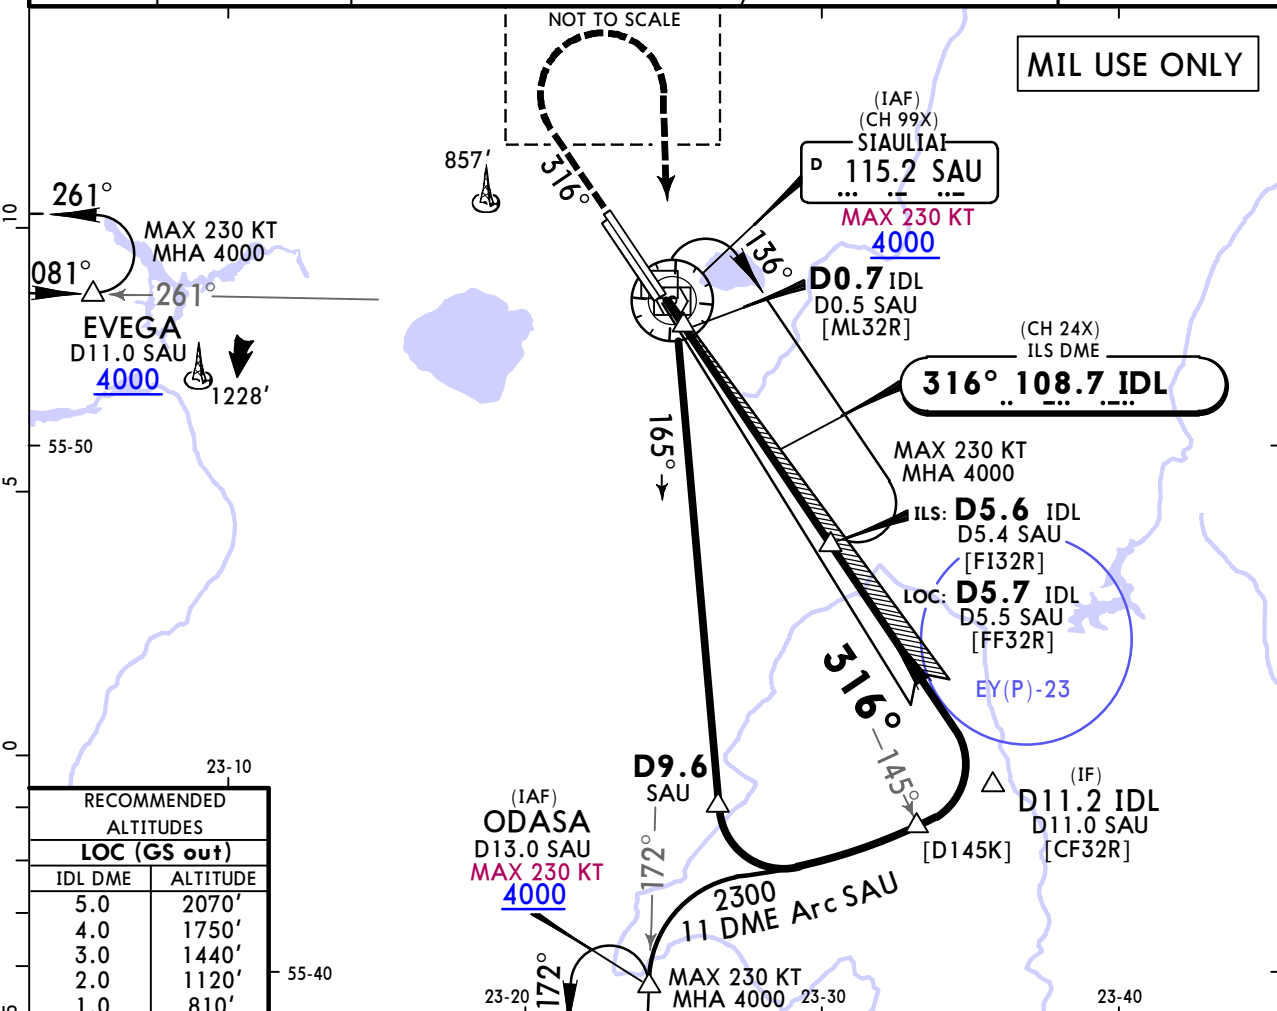 NOT TO SCALE
MIL USE ONLY
(IAF)
(CH 99X)
SIAULIAI
D 115.2 SAU
MAX 230 KT
4000
857'
316°
136°
261°
MAX 230 KT
MHA 4000
081°
261°
EVEGA
D11.0 SAU
4000
1228'
D0.7 IDL
D0.5 SAU
[ML32R]
(CH 24X)
ILS DME
316° 108.7 IDL
10
55-50
5
0
165°
MAX 230 KT
MHA 4000
ILS: D5.6 IDL
D5.4 SAU
[FI32R]
LOC: D5.7 IDL
D5.5 SAU
[FF32R]
EY(P)-23
316°
145°
23-10
D9.6
SAU
(IAF)
ODASA
D13.0 SAU
MAX 230 KT
4000
172°
[D145K]
(IF)
D11.2 IDL
D11.0 SAU
[CF32R]
2300
11 DME Arc SAU
172°
MAX 230 KT
MHA 4000
55-40
23-20
23-30
23-40
RECOMMENDED
ALTITUDES
LOC (GS out)
IDL DME ALTITUDE
5.0 2070'
4.0 1750'
3.0 1440'
2.0 1120'
1.0 810'